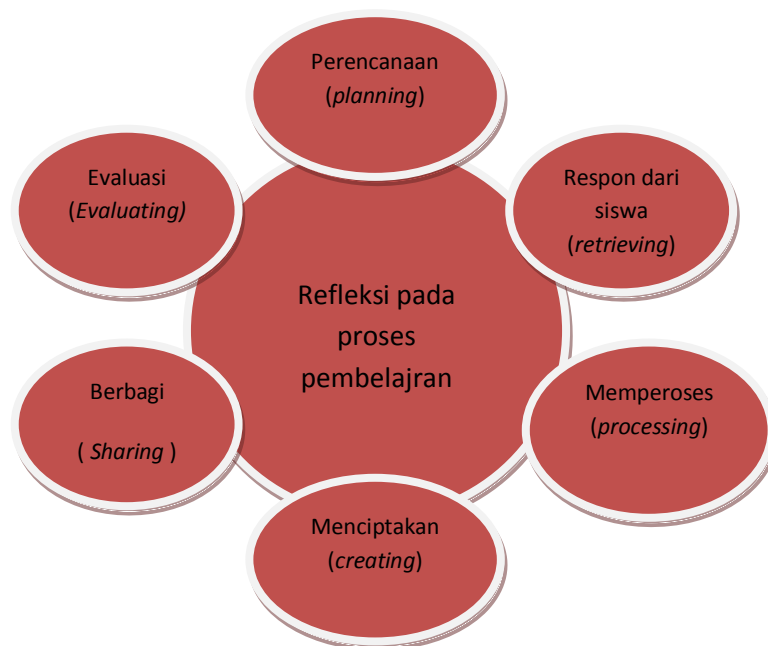 Perencanaan
(planning)
Respon dari
siswa
(retrieving)
Memperoses
(processing)
Menciptakan
(creating)
Berbagi
( Sharing )
Evaluasi
(Evaluating)
Refleksi pada
proses
pembelajran